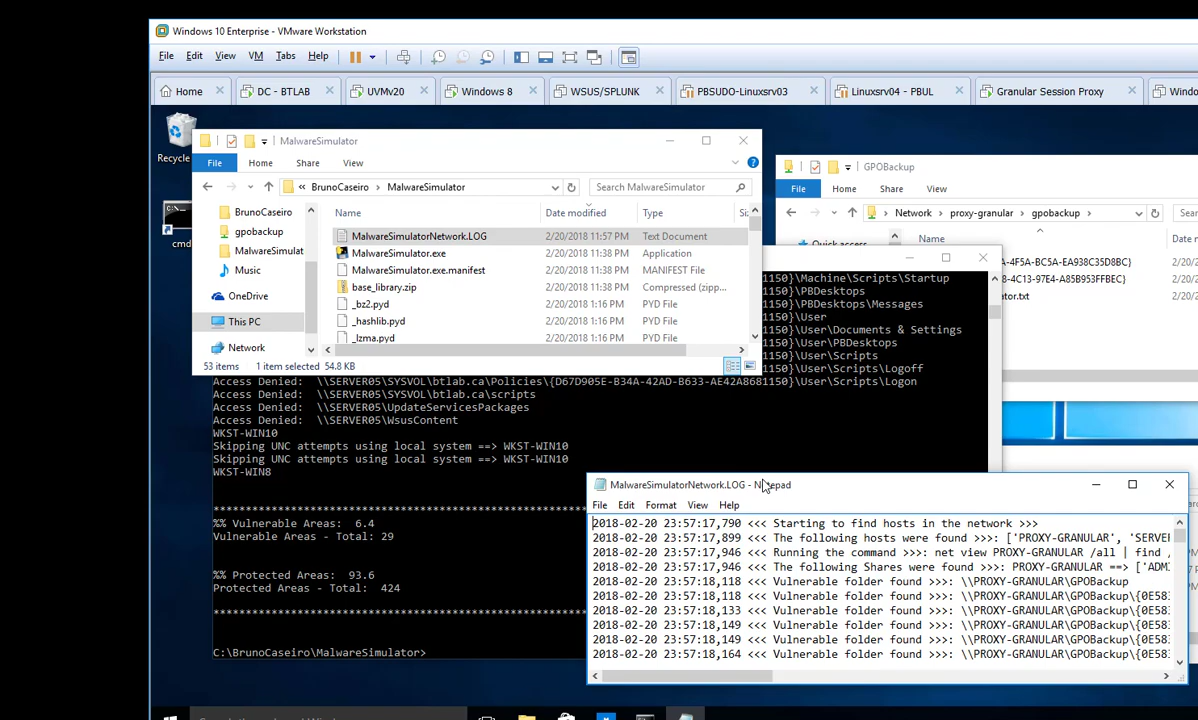 Windows 10 Enterprise - VMware Workstation
File Edit View VM Tabs Help
Home DC - BTLAB UVMv20 Windows 8 WSUS/SPLUNK PBSUDO-Linuxsrv03 Linuxsrv04 - PBUL Granular Session Proxy Windo
Recycle
cmd
MalwareSimulator
File Home Share View
« BrunoCaseiro > MalwareSimulator
Search MalwareSimulator
Name Date modified Type Si
BrunoCaseiro
gpobackup
MalwareSimulat
Music
OneDrive
This PC
Network
MalwareSimulatorNetwork.LOG 2/20/2018 11:57 PM Text Document
MalwareSimulator.exe 2/20/2018 11:38 PM Application
MalwareSimulator.exe.manifest 2/20/2018 11:38 PM MANIFEST File
base_library.zip 2/20/2018 11:38 PM Compressed (zipp...
_bz2.pyd 2/20/2018 1:16 PM PYD File
_hashlib.pyd 2/20/2018 1:16 PM PYD File
_lzma.pyd 2/20/2018 1:16 PM PYD File
53 items 1 item selected 54.8 KB
GPOBackup
File Home Share View
> Network > proxy-granular > gpobackup >
Sear
Quick access
Name
-4F5A-BC5A-EA938C35D8BC}
-4C13-97E4-A85B953FFBEC}
ator.txt
1150}\Machine\Scripts\Startup
1150}\PBDesktops
1150}\PBDesktops\Messages
1150}\User
1150}\User\Documents & Settings
1150}\User\PBDesktops
1150}\User\Scripts
1150}\User\Scripts\Logoff
Access Denied: \\SERVER05\SYSVOL\btlab.ca\Policies\{D67D905E-B34A-42AD-B633-AE42A8681150}\User\Scripts\Logon
Access Denied: \\SERVER05\SYSVOL\btlab.ca\scripts
Access Denied: \\SERVER05\UpdateServicesPackages
Access Denied: \\SERVER05\WsusContent
WKST-WIN10
Skipping UNC attempts using local system ==> WKST-WIN10
Skipping UNC attempts using local system ==> WKST-WIN10
WKST-WIN8
%% Vulnerable Areas: 6.4
Vulnerable Areas - Total: 29
%% Protected Areas: 93.6
Protected Areas - Total: 424
C:\BrunoCaseiro\MalwareSimulator>
MalwareSimulatorNetwork.LOG - Notepad
File Edit Format View Help
2018-02-20 23:57:17,790 <<< Starting to find hosts in the network >>>
2018-02-20 23:57:17,899 <<< The following hosts were found >>>: ['PROXY-GRANULAR', 'SERVE
2018-02-20 23:57:17,946 <<< Running the command >>>: net view PROXY-GRANULAR /all | find /
2018-02-20 23:57:17,946 <<< The following Shares were found >>>: PROXY-GRANULAR ==> ['ADM
2018-02-20 23:57:18,118 <<< Vulnerable folder found >>>: \\PROXY-GRANULAR\GPOBackup
2018-02-20 23:57:18,118 <<< Vulnerable folder found >>>: \\PROXY-GRANULAR\GPOBackup\{0E58
2018-02-20 23:57:18,133 <<< Vulnerable folder found >>>: \\PROXY-GRANULAR\GPOBackup\{0E58
2018-02-20 23:57:18,149 <<< Vulnerable folder found >>>: \\PROXY-GRANULAR\GPOBackup\{0E58
2018-02-20 23:57:18,149 <<< Vulnerable folder found >>>: \\PROXY-GRANULAR\GPOBackup\{0E58
2018-02-20 23:57:18,164 <<< Vulnerable folder found >>>: \\PROXY-GRANULAR\GPOBackup\{0E58